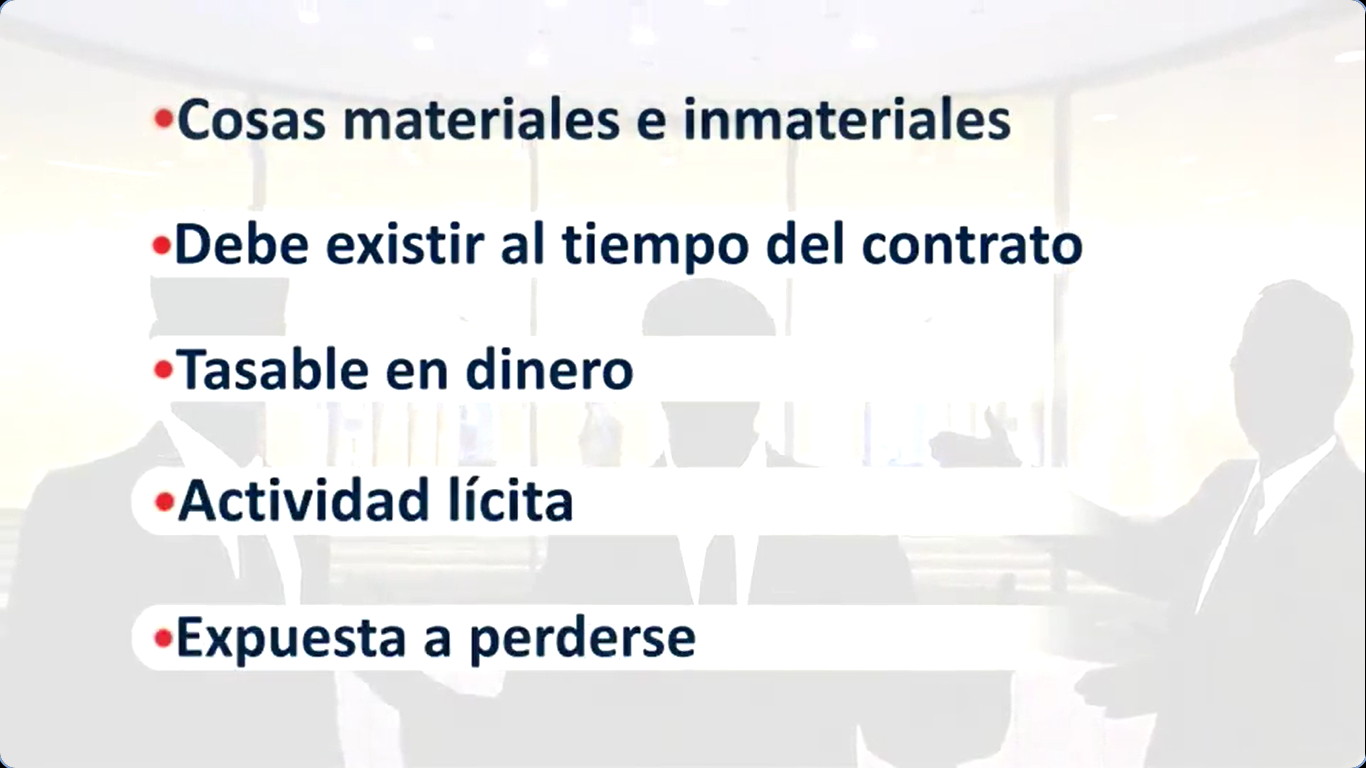 •Cosas materiales e inmateriales
•Debe existir al tiempo del contrato
•Tasable en dinero
•Actividad lícita
•Expuesta a perderse